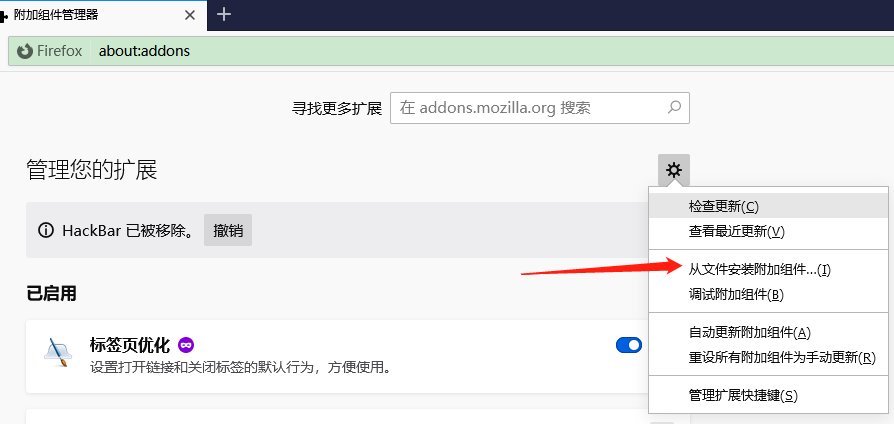 附加组件管理器
Firefox about:addons
寻找更多扩展 在 addons.mozilla.org 搜索
管理您的扩展
HackBar 已被移除。 撤销
已启用
标签页优化
设置打开链接和关闭标签的默认行为，方便使用。
检查更新(C)
查看最近更新(V)
从文件安装附加组件...(I)
调试附加组件(B)
自动更新附加组件(A)
重设所有附加组件为手动更新(R)
管理扩展快捷键(S)